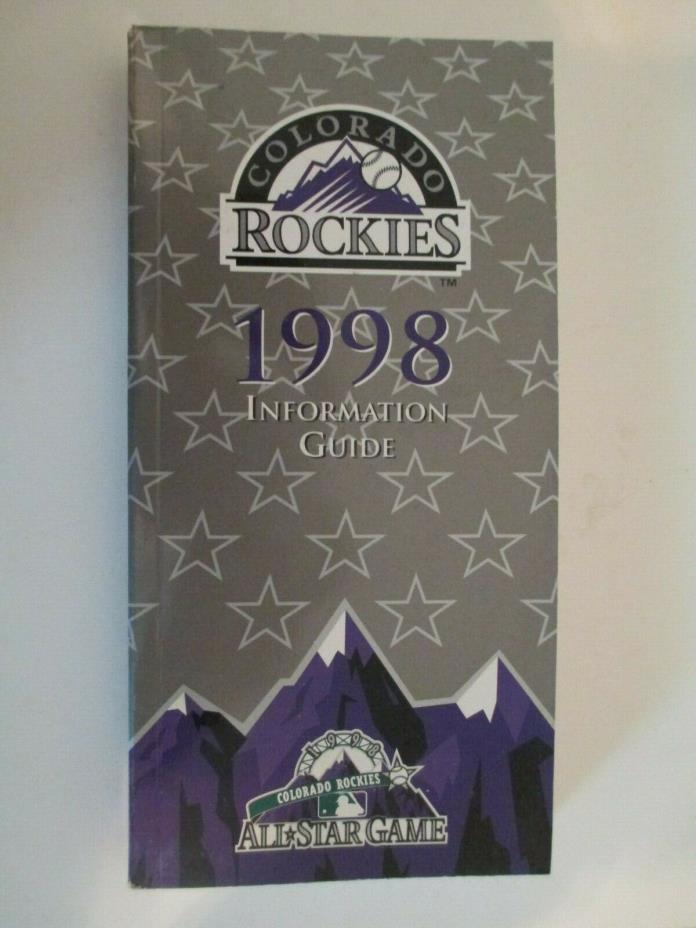 COLORADO
ROCKIES
TM
1998
INFORMATION
GUIDE
1998
COLORADO ROCKIES
ALL★STAR GAME